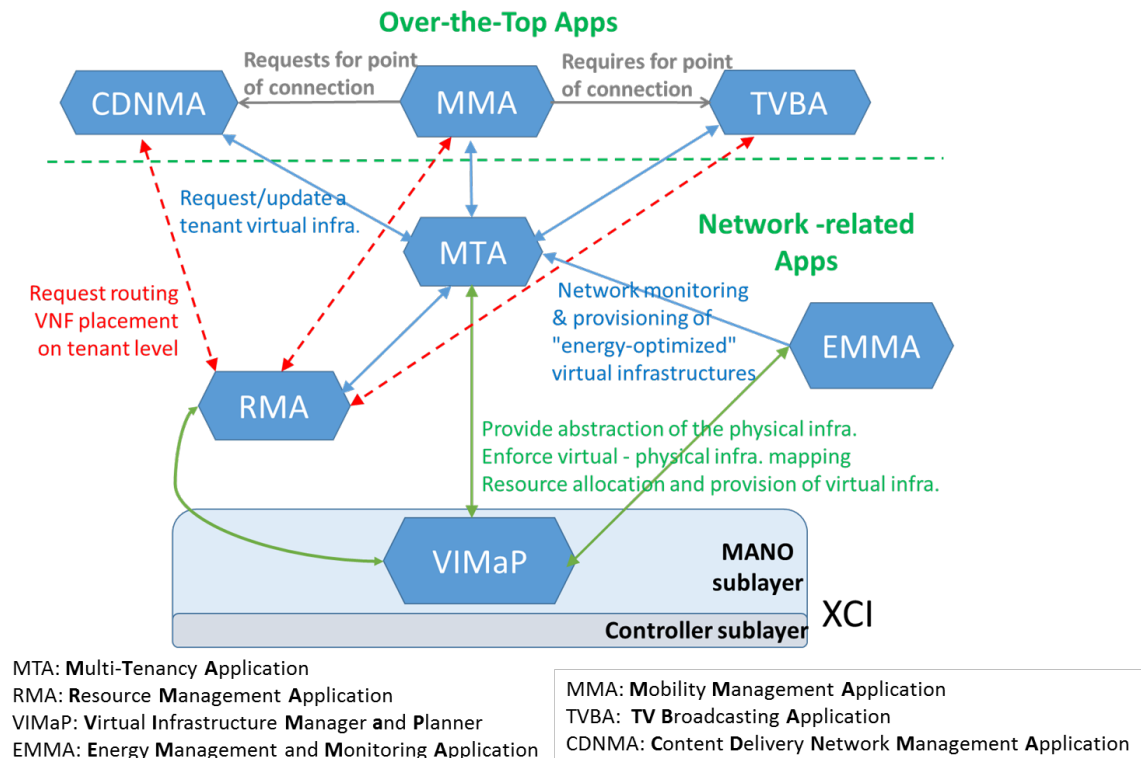 Over-the-Top Apps
Requests for point
of connection
Requires for point
of connection
CDNMA
MMA
TVBA
Request/update a
tenant virtual infra.
MTA
Network -related
Apps
Request routing
VNF placement
on tenant level
Network monitoring
& provisioning of
"energy-optimized"
virtual infrastructures
EMMA
RMA
Provide abstraction of the physical infra.
Enforce virtual - physical infra. mapping
Resource allocation and provision of virtual infra.
VIMaP
MANO
sublayer
XCI
Controller sublayer
MTA: Multi-Tenancy Application
RMA: Resource Management Application
VIMaP: Virtual Infrastructure Manager and Planner
EMMA: Energy Management and Monitoring Application
MMA: Mobility Management Application
TVBA: TV Broadcasting Application
CDNMA: Content Delivery Network Management Application